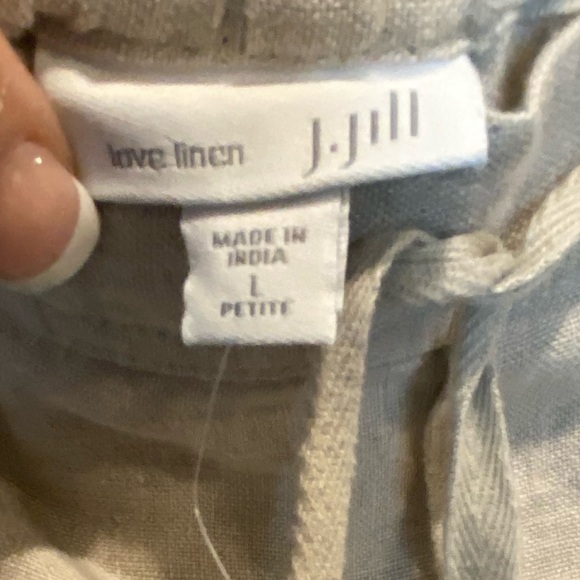 love linen J.Jill
MADE IN
INDIA
L
PETITE